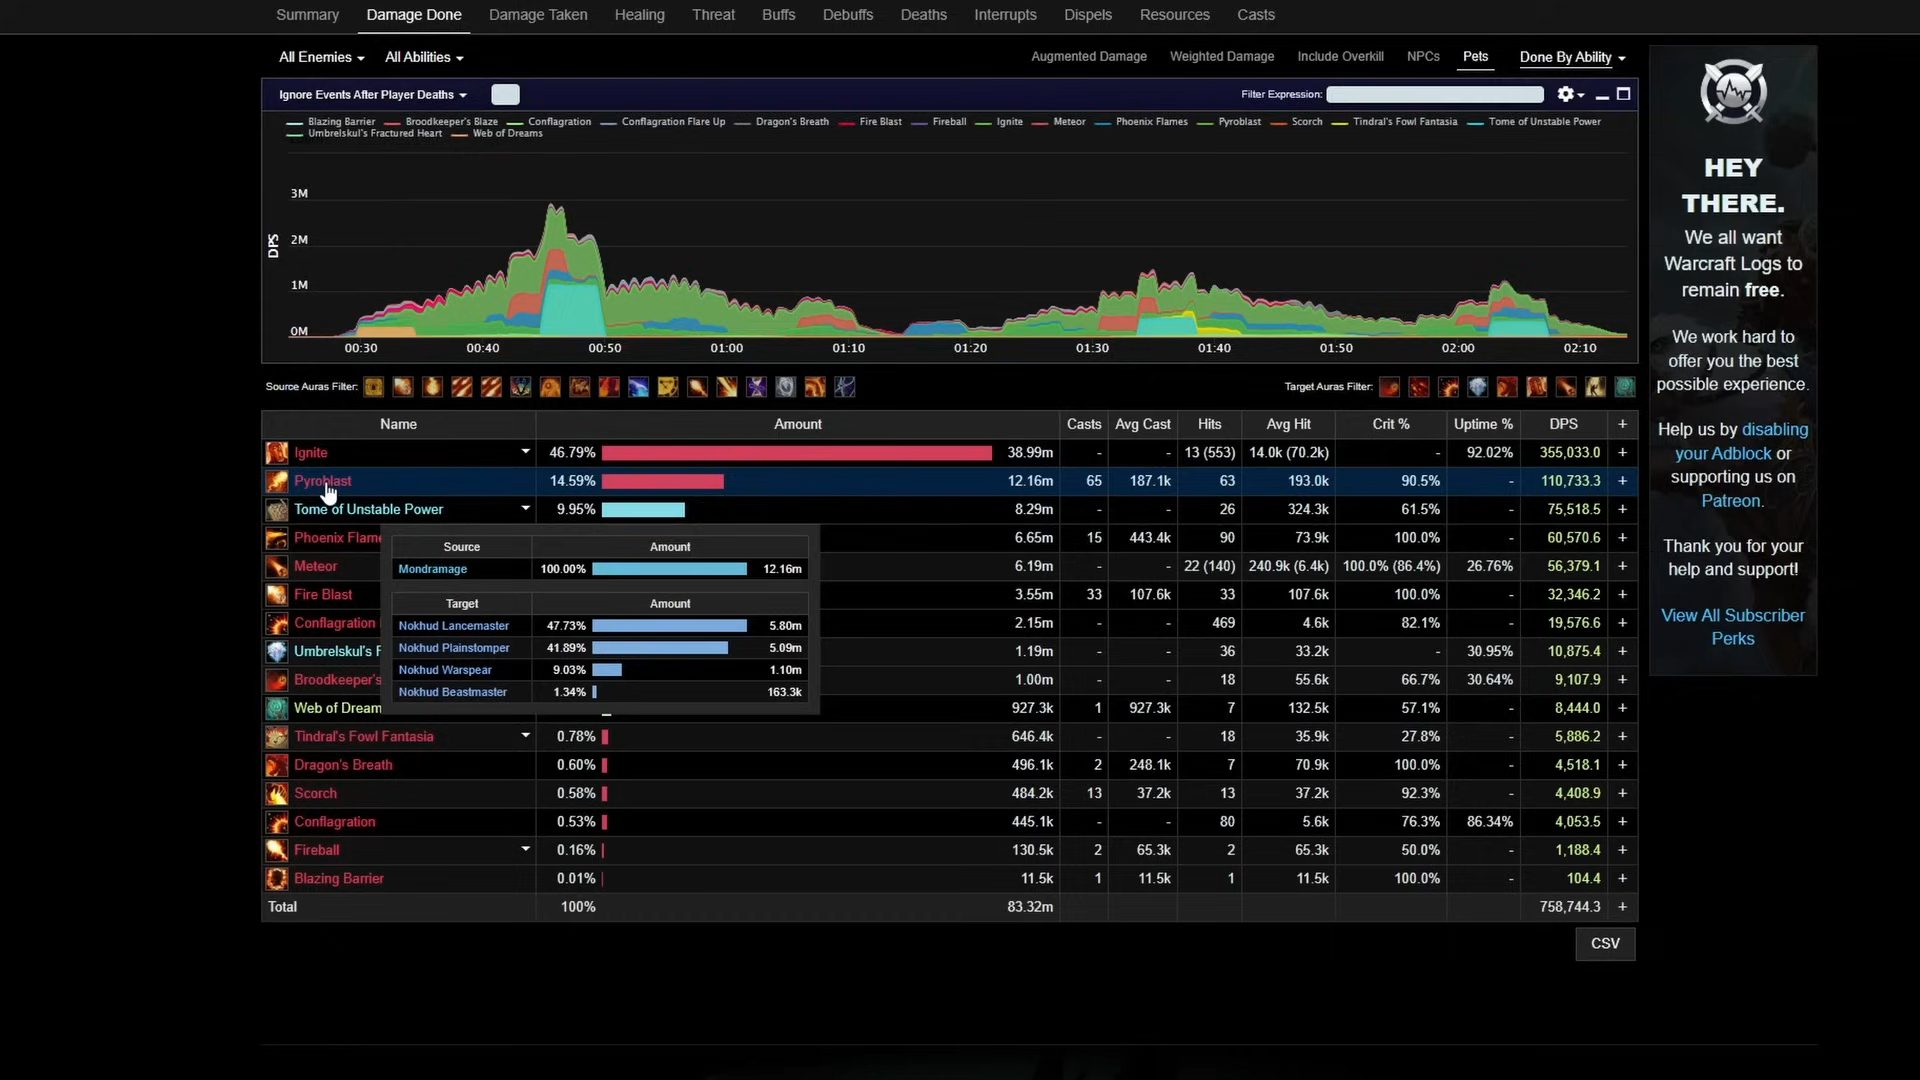 Summary Damage Done Damage Taken Healing Threat Buffs Debuffs Deaths Interrupts Dispels Resources Casts
All Enemies All Abilities Augmented Damage Weighted Damage Include Overkill NPCs Pets Done By Ability
Ignore Events After Player Deaths Filter Expression:
Blazing Barrier Broodkeeper's Blaze Conflagration Conflagration Flare Up Dragon's Breath Fire Blast Fireball Ignite Meteor Phoenix Flames Pyroblast Scorch Tindral's Fowl Fantasia Tome of Unstable Power
Umbrelskul's Fractured Heart Web of Dreams
DPS
3M
2M
1M
0M
00:30 00:40 00:50 01:00 01:10 01:20 01:30 01:40 01:50 02:00 02:10
Source Auras Filter: Target Auras Filter:
Name Amount Casts Avg Cast Hits Avg Hit Crit % Uptime % DPS +
Ignite 46.79% 38.99m - - 13 (553) 14.0k (70.2k) - 92.02% 355,033.0 +
Pyroblast 14.59% 12.16m 65 187.1k 63 193.0k 90.5% - 110,733.3 +
Tome of Unstable Power 9.95% 8.29m - - 26 324.3k 61.5% - 75,518.5 +
Phoenix Flame 6.65m 15 443.4k 90 73.9k 100.0% - 60,570.6 +
Meteor 6.19m - - 22 (140) 240.9k (6.4k) 100.0% (86.4%) 26.76% 56,379.1 +
Fire Blast 3.55m 33 107.6k 33 107.6k 100.0% - 32,346.2 +
Conflagration 2.15m - - 469 4.6k 82.1% - 19,576.6 +
Umbrelskul's F 1.19m - - 36 33.2k - 30.95% 10,875.4 +
Broodkeeper's 1.00m - - 18 55.6k 66.7% 30.64% 9,107.9 +
Web of Dream 927.3k 1 927.3k 7 132.5k 57.1% - 8,444.0 +
Tindral's Fowl Fantasia 0.78% 646.4k - - 18 35.9k 27.8% - 5,886.2 +
Dragon's Breath 0.60% 496.1k 2 248.1k 7 70.9k 100.0% - 4,518.1 +
Scorch 0.58% 484.2k 13 37.2k 13 37.2k 92.3% - 4,408.9 +
Conflagration 0.53% 445.1k - - 80 5.6k 76.3% 86.34% 4,053.5 +
Fireball 0.16% 130.5k 2 65.3k 2 65.3k 50.0% - 1,188.4 +
Blazing Barrier 0.01% 11.5k 1 11.5k 1 11.5k 100.0% - 104.4 +
Total 100% 83.32m 758,744.3 +
CSV
Source Amount
Mondramage 100.00% 12.16m
Target Amount
Nokhud Lancemaster 47.73% 5.80m
Nokhud Plainstomper 41.89% 5.09m
Nokhud Warspear 9.03% 1.10m
Nokhud Beastmaster 1.34% 163.3k
HEY
THERE.
We all want
Warcraft Logs to
remain free.
We work hard to
offer you the best
possible experience.
Help us by disabling
your Adblock or
supporting us on
Patreon.
Thank you for your
help and support!
View All Subscriber
Perks